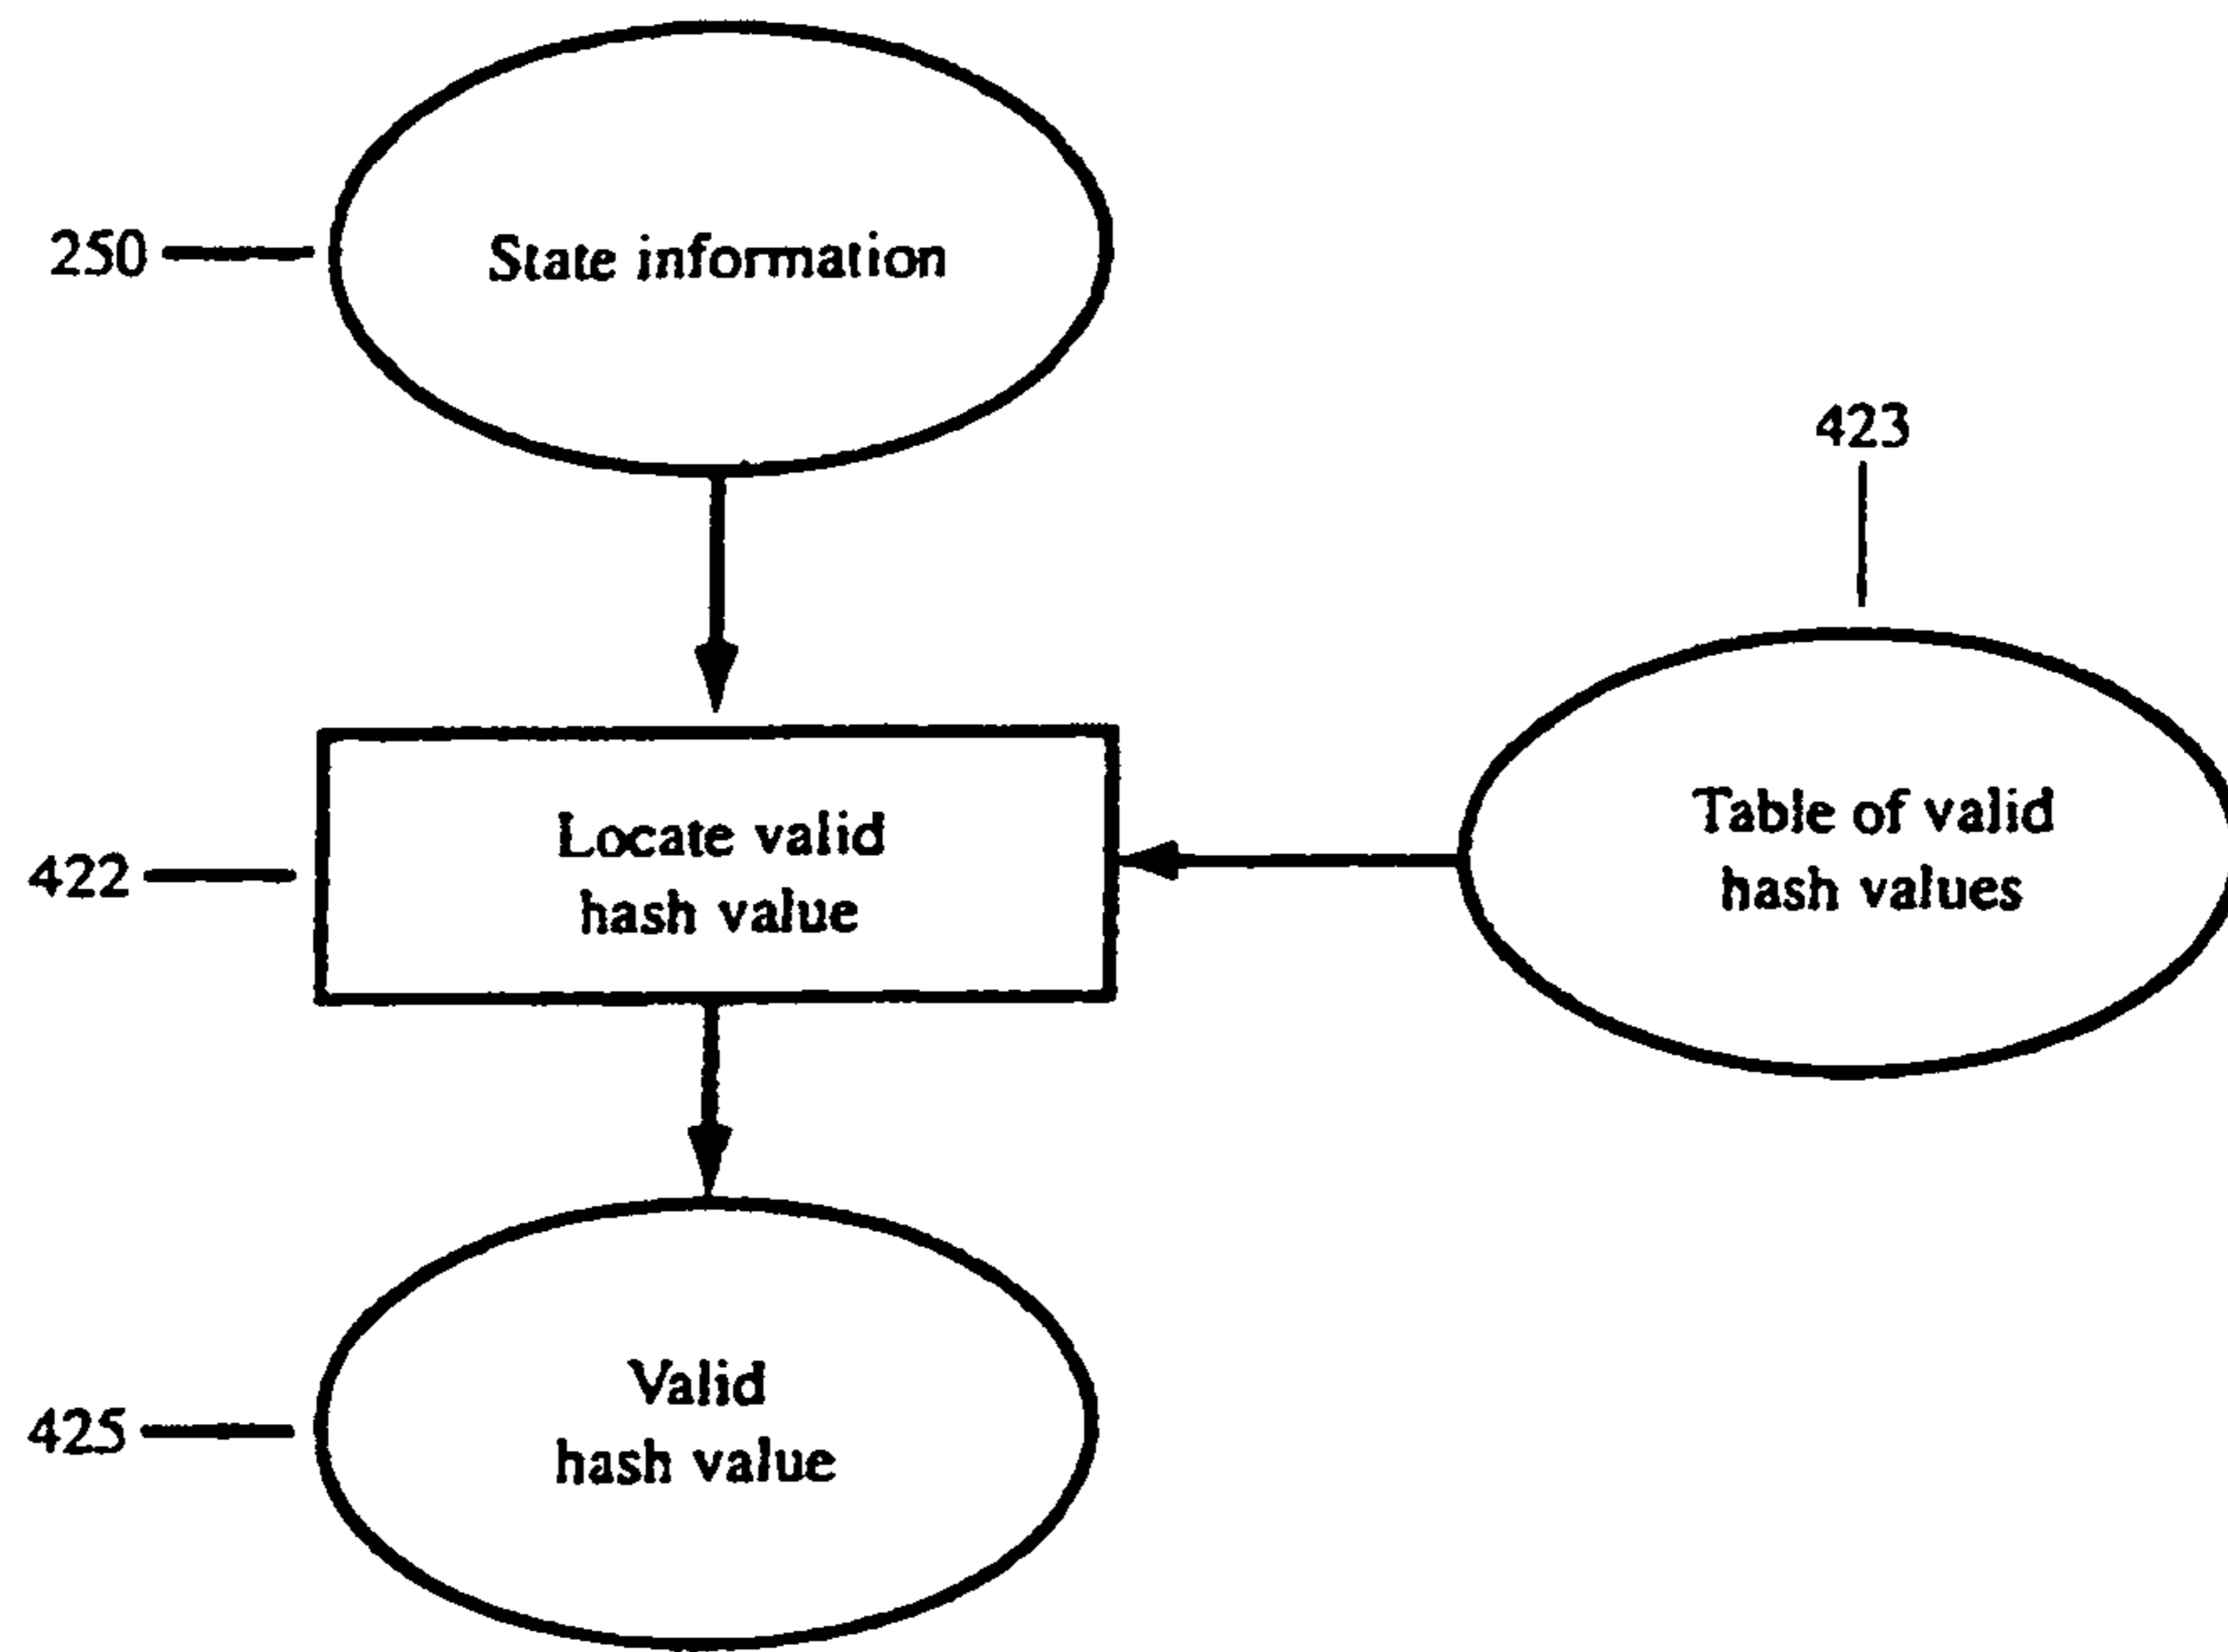 250
State information
423
422
Locate valid
hash value
Table of valid
hash values
425
Valid
hash value